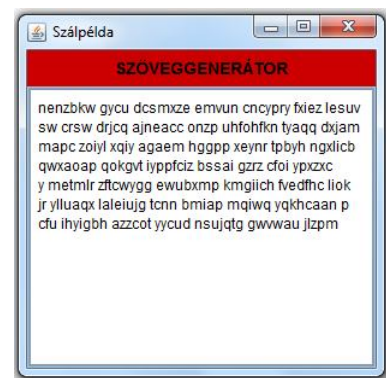 Szálpélda
SZÖVEGGENERÁTOR
nenzbkw gycu dcsmxze emvun cncypry fxiez lesuv
sw crsw drjcq ajneacc onzp uhfohfkn tyaqq dxjam
mapc zoiyl xqiy agaem hggpp xeynr tpbyh ngxlicb
qwxaoap qokgvt iyppfciz bssai gzrz cfoi ypxzxc
y metmlr zftcwygg ewubxmp kmgiich fvedfhc liok
jr ylluaqx laleiujg tcnn bmiap mqiwq yqkhcaan p
cfu ihyigbh azzcot yycud nsujqtg gwvwau jlzpm